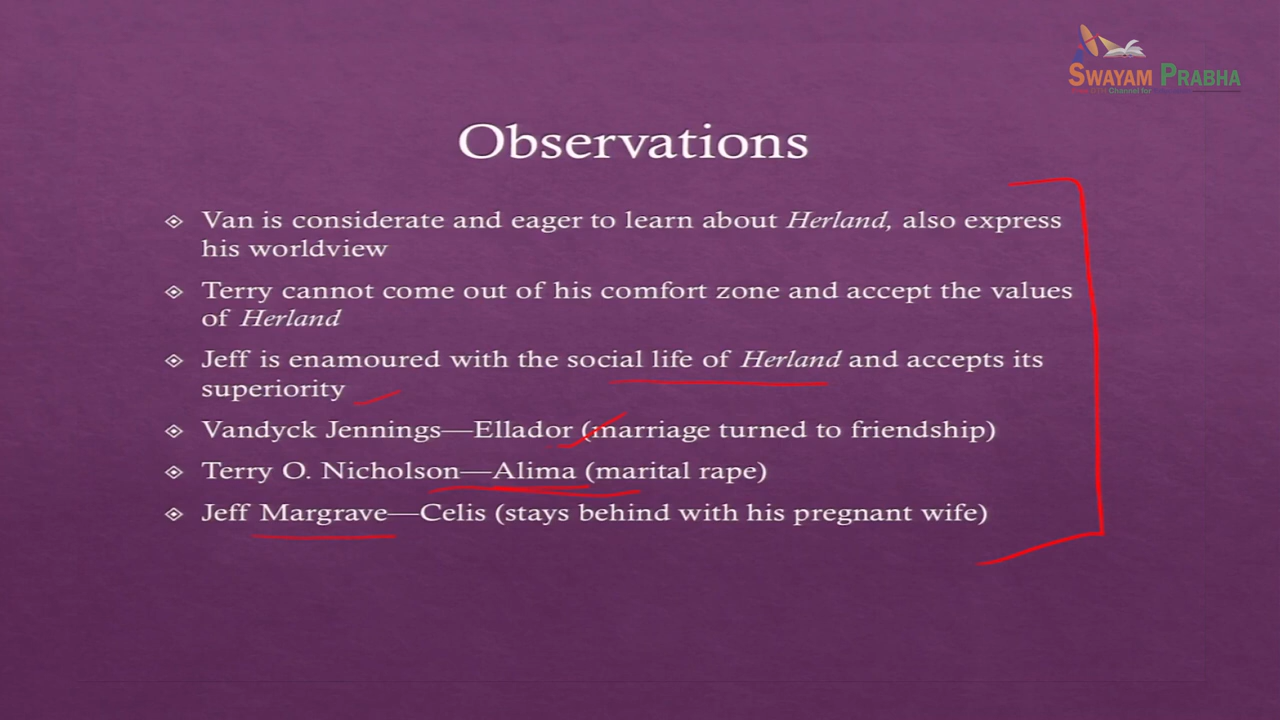 SWAYAM PRABHA
Observations
Van is considerate and eager to learn about Herland, also express
his worldview
Terry cannot come out of his comfort zone and accept the values
of Herland
Jeff is enamoured with the social life of Herland and accepts its
superiority
Vandyck Jennings—Ellador (marriage turned to friendship)
Terry O. Nicholson—Alima (marital rape)
Jeff Margrave—Celis (stays behind with his pregnant wife)